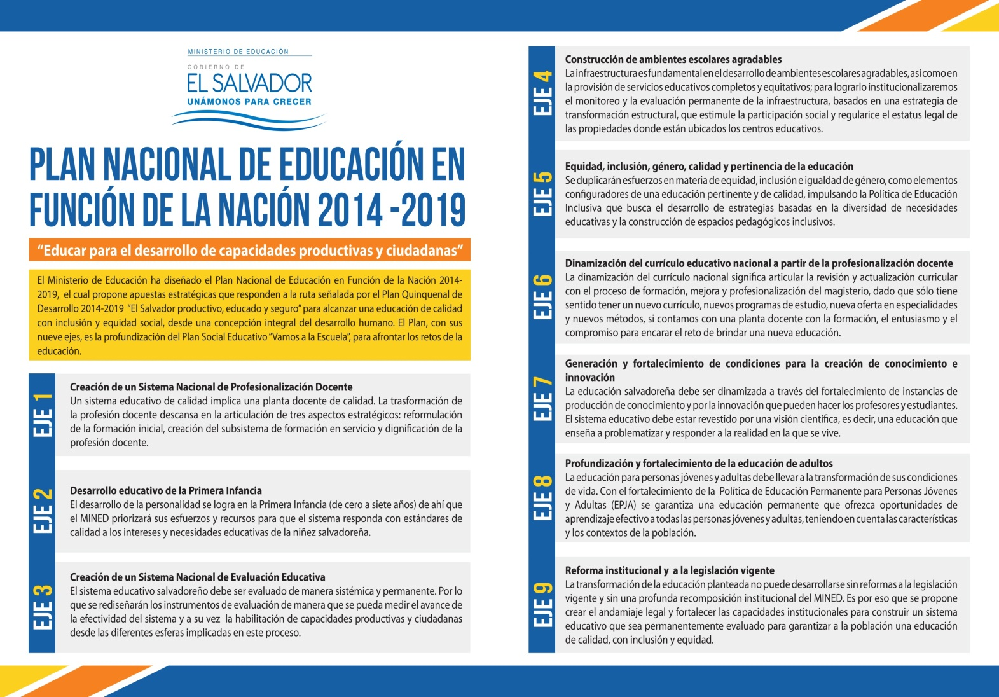 MINISTERIO DE EDUCACIÓN
GOBIERNO DE
EL SALVADOR
UNÁMONOS PARA CRECER
PLAN NACIONAL DE EDUCACIÓN EN
FUNCIÓN DE LA NACIÓN 2014 -2019
“Educar para el desarrollo de capacidades productivas y ciudadanas”
El Ministerio de Educación ha diseñado el Plan Nacional de Educación en Función de la Nación 2014-
2019, el cual propone apuestas estratégicas que responden a la ruta señalada por el Plan Quinquenal de
Desarrollo 2014-2019 “El Salvador productivo, educado y seguro” para alcanzar una educación de calidad
con inclusión y equidad social, desde una concepción integral del desarrollo humano. El Plan, con sus
nueve ejes, es la profundización del Plan Social Educativo “Vamos a la Escuela”, para afrontar los retos de la
educación.
EJE 1
Creación de un Sistema Nacional de Profesionalización Docente
Un sistema educativo de calidad implica una planta docente de calidad. La trasformación de
la profesión docente descansa en la articulación de tres aspectos estratégicos: reformulación
de la formación inicial, creación del subsistema de formación en servicio y dignificación de la
profesión docente.
EJE 2
Desarrollo educativo de la Primera Infancia
El desarrollo de la personalidad se logra en la Primera Infancia (de cero a siete años) de ahí que
el MINED priorizará sus esfuerzos y recursos para que el sistema responda con estándares de
calidad a los intereses y necesidades educativas de la niñez salvadoreña.
EJE 3
Creación de un Sistema Nacional de Evaluación Educativa
El sistema educativo salvadoreño debe ser evaluado de manera sistémica y permanente. Por lo
que se rediseñarán los instrumentos de evaluación de manera que se pueda medir el avance de
la efectividad del sistema y a su vez la habilitación de capacidades productivas y ciudadanas
desde las diferentes esferas implicadas en este proceso.
EJE 4
Construcción de ambientes escolares agradables
La infraestructura es fundamental en el desarrollo de ambientes escolares agradables, así como en
la provisión de servicios educativos completos y equitativos; para lograrlo institucionalizaremos
el monitoreo y la evaluación permanente de la infraestructura, basados en una estrategia de
transformación estructural, que estimule la participación social y regularice el estatus legal de
las propiedades donde están ubicados los centros educativos.
EJE 5
Equidad, inclusión, género, calidad y pertinencia de la educación
Se duplicarán esfuerzos en materia de equidad, inclusión e igualdad de género, como elementos
configuradores de una educación pertinente y de calidad, impulsando la Política de Educación
Inclusiva que busca el desarrollo de estrategias basadas en la diversidad de necesidades
educativas y la construcción de espacios pedagógicos inclusivos.
EJE 6
Dinamización del currículo educativo nacional a partir de la profesionalización docente
La dinamización del currículo nacional significa articular la revisión y actualización curricular
con el proceso de formación, mejora y profesionalización del magisterio, dado que sólo tiene
sentido tener un nuevo currículo, nuevos programas de estudio, nueva oferta en especialidades
y nuevos métodos, si contamos con una planta docente con la formación, el entusiasmo y el
compromiso para encarar el reto de brindar una nueva educación.
EJE 7
Generación y fortalecimiento de condiciones para la creación de conocimiento e
innovación
La educación salvadoreña debe ser dinamizada a través del fortalecimiento de instancias de
producción de conocimiento y por la innovación que pueden hacer los profesores y estudiantes.
El sistema educativo debe estar revestido por una visión científica, es decir, una educación que
enseña a problematizar y responder a la realidad en la que se vive.
EJE 8
Profundización y fortalecimiento de la educación de adultos
La educación para personas jóvenes y adultas debe llevar a la transformación de sus condiciones
de vida. Con el fortalecimiento de la Política de Educación Permanente para Personas Jóvenes
y Adultas (EPJA) se garantiza una educación permanente que ofrezca oportunidades de
aprendizaje efectivo a todas las personas jóvenes y adultas, teniendo en cuenta las características
y los contextos de la población.
EJE 9
Reforma institucional y a la legislación vigente
La transformación de la educación planteada no puede desarrollarse sin reformas a la legislación
vigente y sin una profunda recomposición institucional del MINED. Es por eso que se propone
crear el andamiaje legal y fortalecer las capacidades institucionales para construir un sistema
educativo que sea permanentemente evaluado para garantizar a la población una educación
de calidad, con inclusión y equidad.